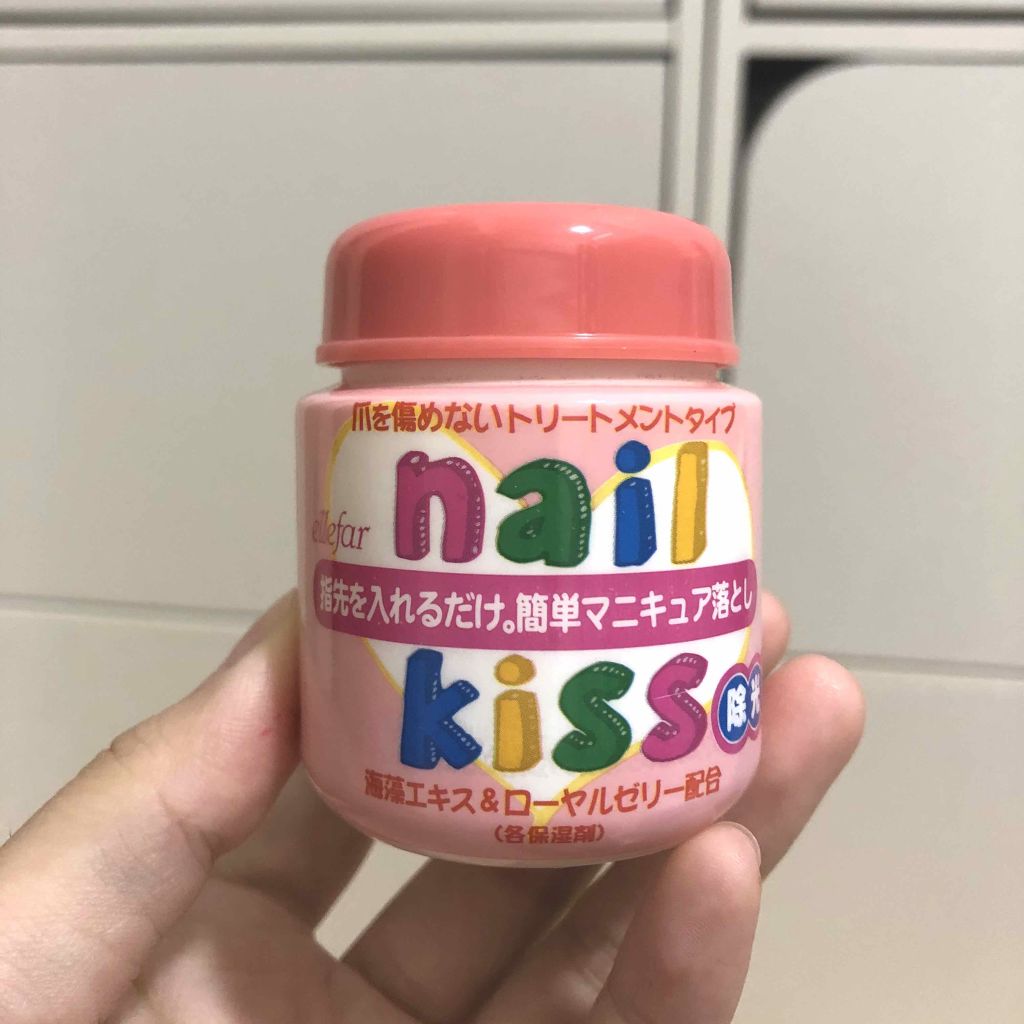 爪を傷めないトリートメントタイプ
nail
ellefar
指先を入れるだけ。簡単マニキュア落とし
kiss
除光
海藻エキス&ローヤルゼリー配合
(各保湿剤)